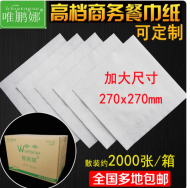 唯鹏娜
高档商务餐巾纸
可定制
加大尺寸
270x270mm
散装约2000张/箱
全国多地包邮